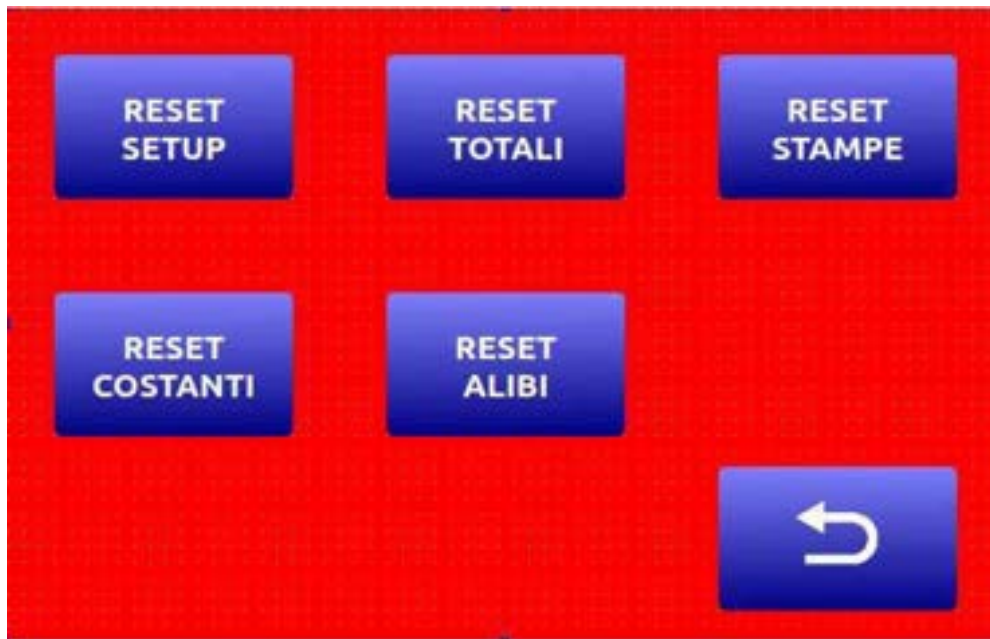 RESET
SETUP
RESET
TOTALI
RESET
STAMPE
RESET
COSTANTI
RESET
ALIBI